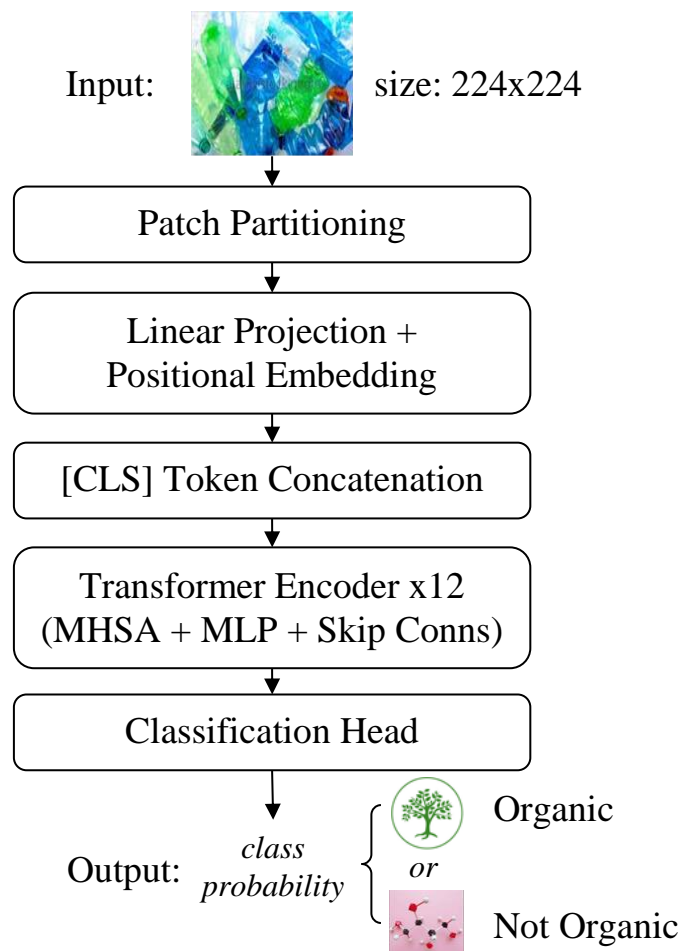 Input:
size: 224x224
Patch Partitioning
Linear Projection +
Positional Embedding
[CLS] Token Concatenation
Transformer Encoder x12
(MHSA + MLP + Skip Conns)
Classification Head
Output:
class
probability
Organic
or
Not Organic